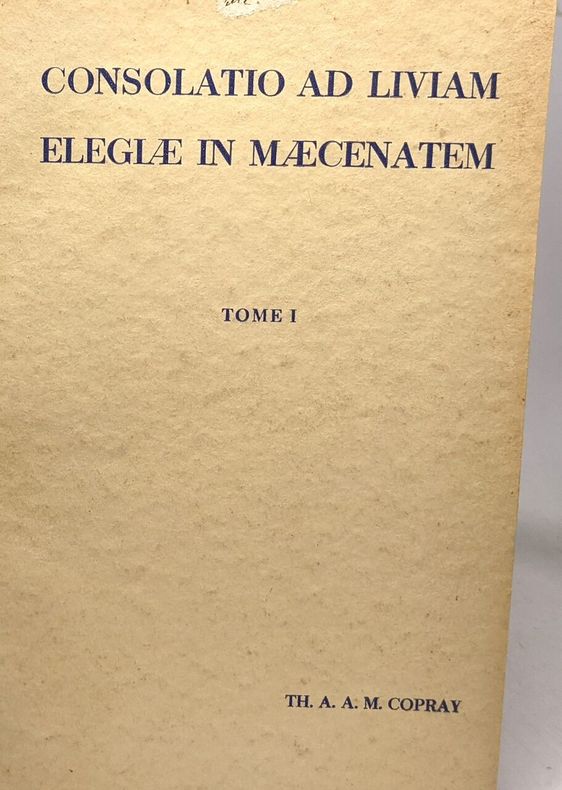 CONSOLATIO AD LIVIAM
ELEGIÆ IN MÆCENATEM
TOME I
TH. A. A. M. COPRAY